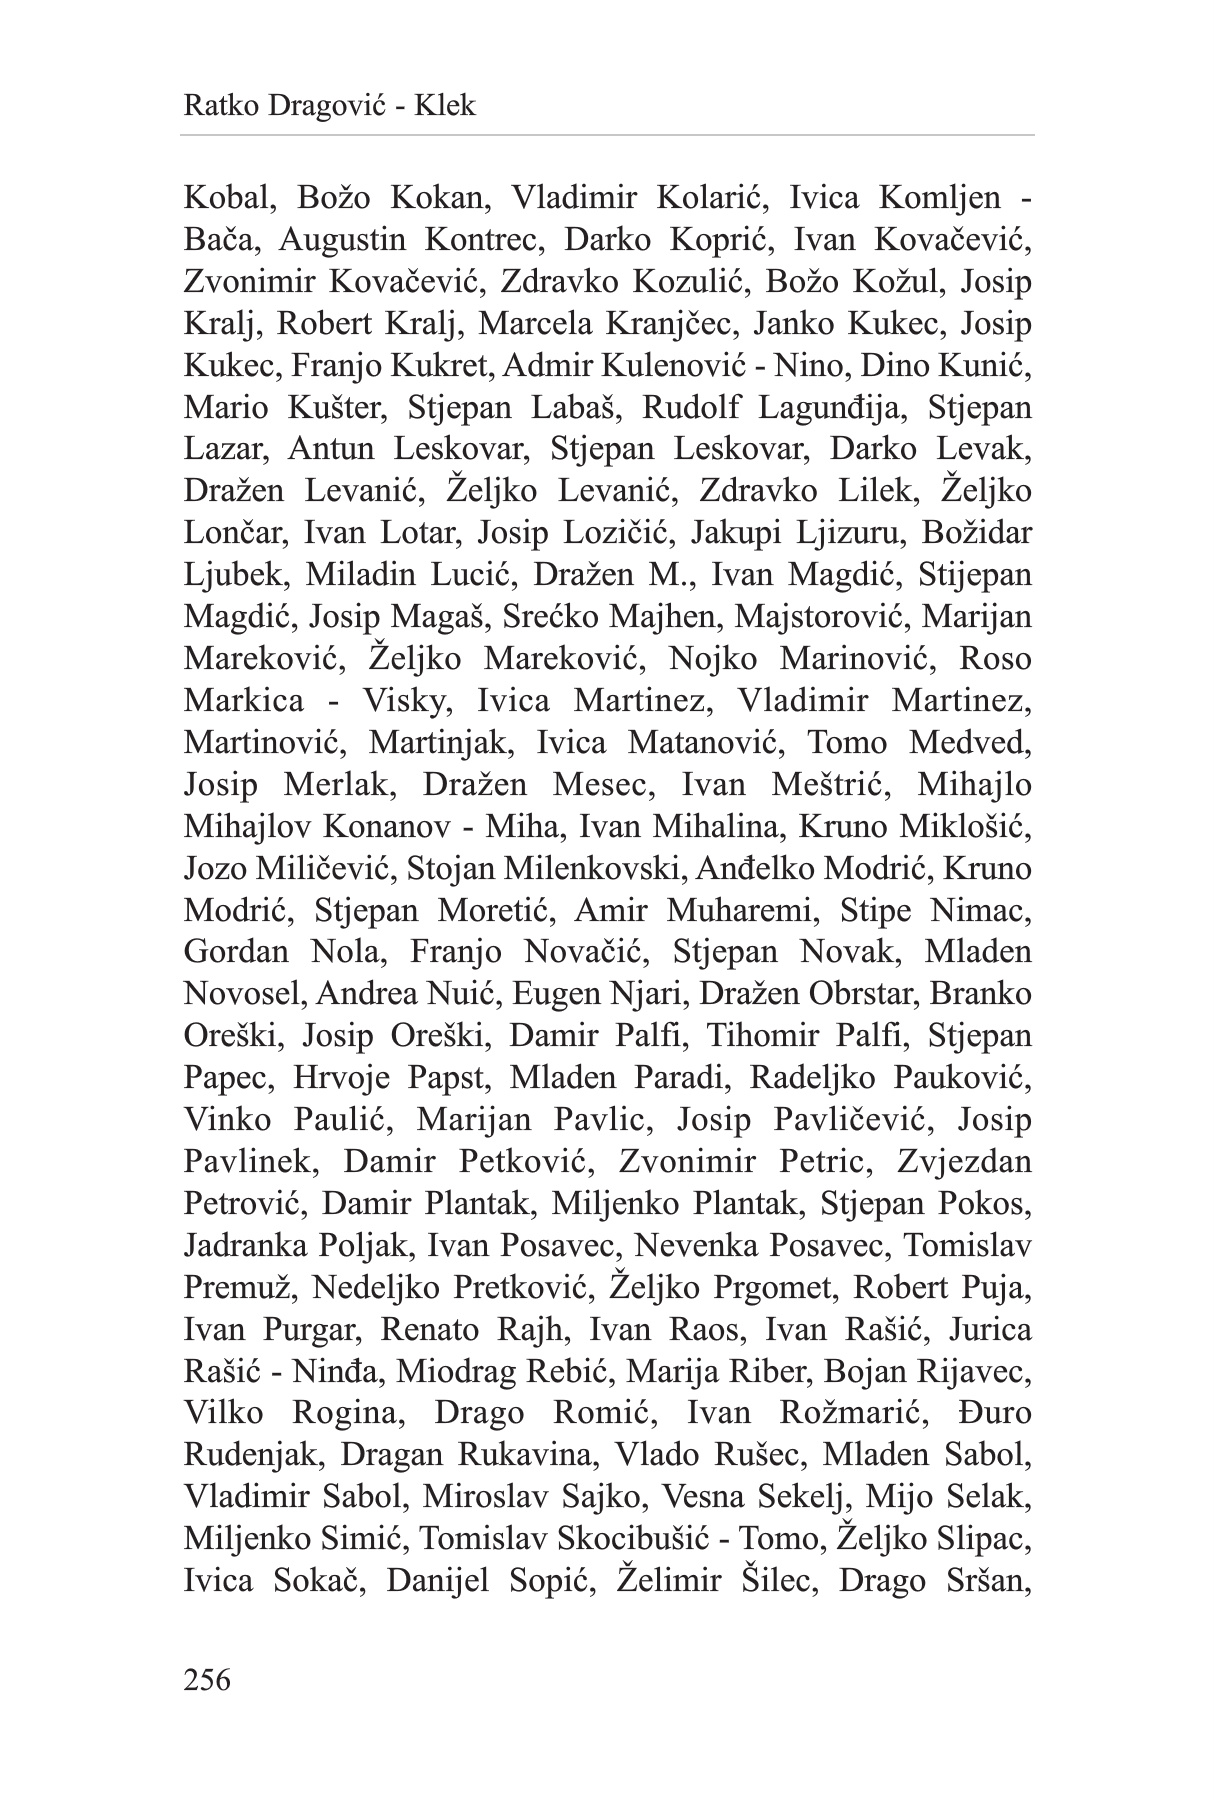 Ratko Dragović - Klek
Kobal, Božo Kokan, Vladimir Kolarić, Ivica Komljen -
Bača, Augustin Kontrec, Darko Koprić, Ivan Kovačević,
Zvonimir Kovačević, Zdravko Kozulić, Božo Kožul, Josip
Kralj, Robert Kralj, Marcela Kranjčec, Janko Kukec, Josip
Kukec, Franjo Kukret, Admir Kulenović - Nino, Dino Kunić,
Mario Kušter, Stjepan Labaš, Rudolf Lagunđija, Stjepan
Lazar, Antun Leskovar, Stjepan Leskovar, Darko Levak,
Dražen Levanić, Željko Levanić, Zdravko Lilek, Željko
Lončar, Ivan Lotar, Josip Lozičić, Jakupi Ljizuru, Božidar
Ljubek, Miladin Lucić, Dražen M., Ivan Magdić, Stijepan
Magdić, Josip Magaš, Srećko Majhen, Majstorović, Marijan
Mareković, Željko Mareković, Nojko Marinović, Roso
Markica - Visky, Ivica Martinez, Vladimir Martinez,
Martinović, Martinjak, Ivica Matanović, Tomo Medved,
Josip Merlak, Dražen Mesec, Ivan Meštrić, Mihajlo
Mihajlov Konanov - Miha, Ivan Mihalina, Kruno Miklošić,
Jozo Miličević, Stojan Milenkovski, Anđelko Modrić, Kruno
Modrić, Stjepan Moretić, Amir Muharemi, Stipe Nimac,
Gordan Nola, Franjo Novačić, Stjepan Novak, Mladen
Novosel, Andrea Nuić, Eugen Njari, Dražen Obrstar, Branko
Oreški, Josip Oreški, Damir Palfi, Tihomir Palfi, Stjepan
Papec, Hrvoje Papst, Mladen Paradi, Radeljko Pauković,
Vinko Paulić, Marijan Pavlic, Josip Pavličević, Josip
Pavlinek, Damir Petković, Zvonimir Petric, Zvjezdan
Petrović, Damir Plantak, Miljenko Plantak, Stjepan Pokos,
Jadranka Poljak, Ivan Posavec, Nevenka Posavec, Tomislav
Premuž, Nedeljko Pretković, Željko Prgomet, Robert Puja,
Ivan Purgar, Renato Rajh, Ivan Raos, Ivan Rašić, Jurica
Rašić - Ninđa, Miodrag Rebić, Marija Riber, Bojan Rijavec,
Vilko Rogina, Drago Romić, Ivan Rožmarić, Đuro
Rudenjak, Dragan Rukavina, Vlado Rušec, Mladen Sabol,
Vladimir Sabol, Miroslav Sajko, Vesna Sekelj, Mijo Selak,
Miljenko Simić, Tomislav Skocibušić - Tomo, Željko Slipac,
Ivica Sokač, Danijel Sopić, Želimir Šilec, Drago Sršan,
256